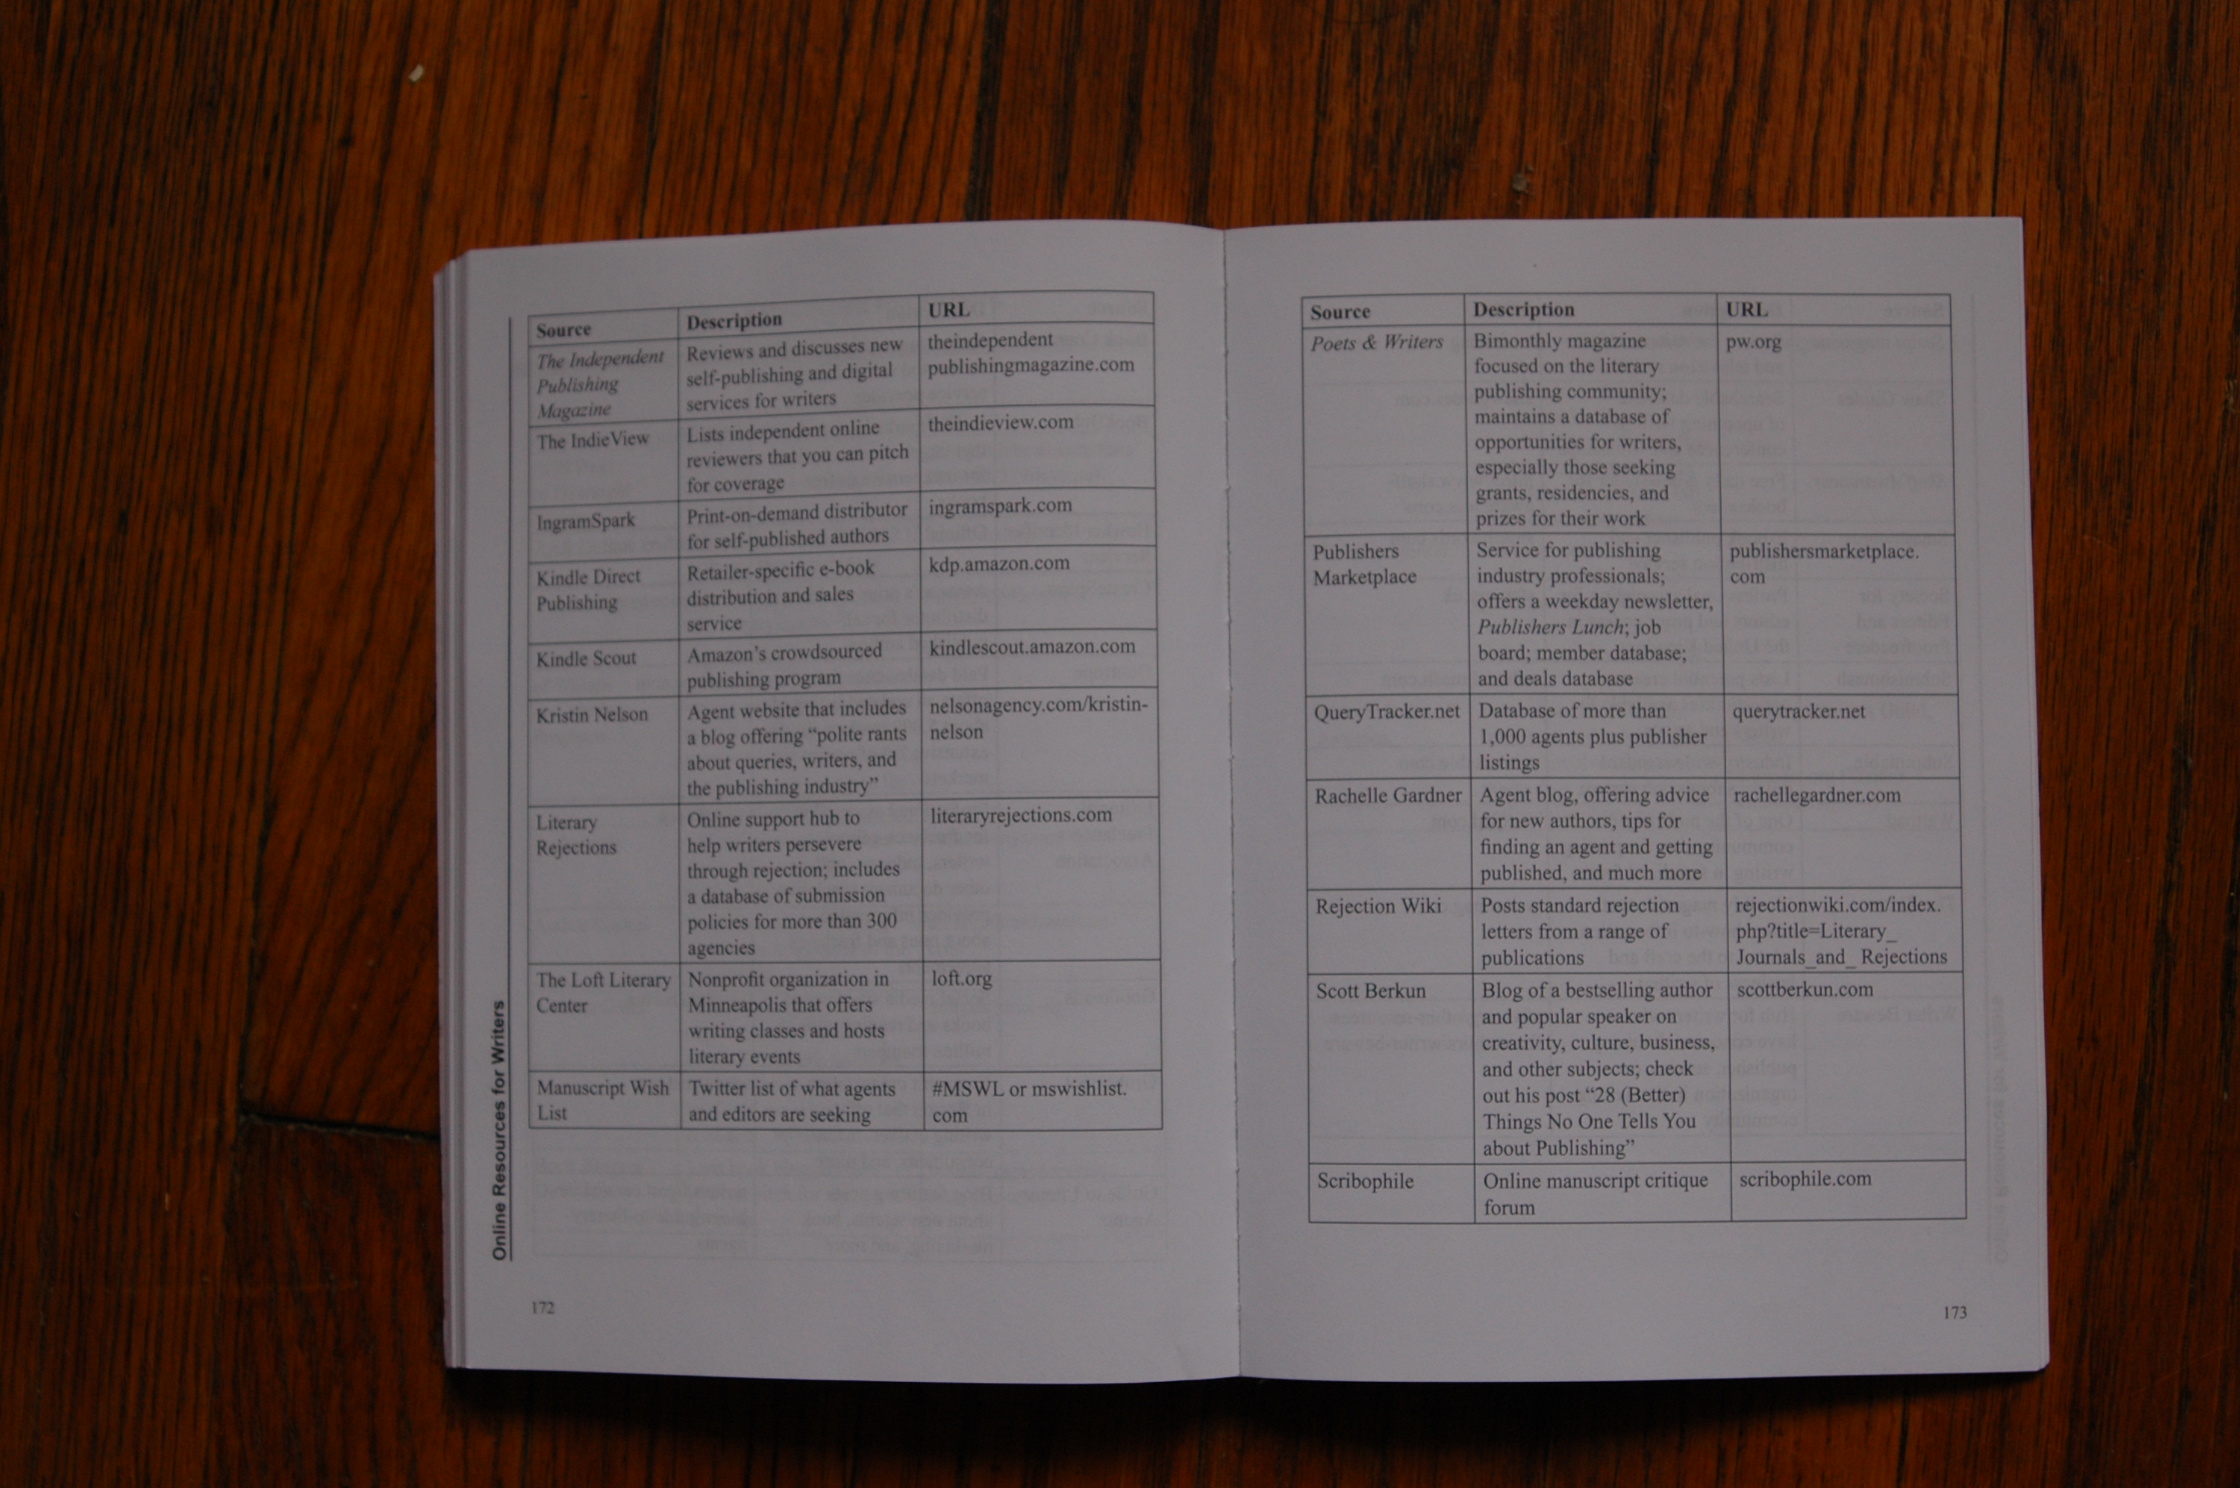 Online Resources for Writers
Source Description URL
The Independent Reviews and discusses new theindependent
Publishing self-publishing and digital publishingmagazine.com
Magazine services for writers
The IndieView Lists independent online theindieview.com
reviewers that you can pitch
for coverage
IngramSpark Print-on-demand distributor ingramspark.com
for self-published authors
Kindle Direct Retailer-specific e-book kdp.amazon.com
Publishing distribution and sales
service
Kindle Scout Amazon's crowdsourced kindlescout.amazon.com
publishing program
Kristin Nelson Agent website that includes nelsonagency.com/kristin-
a blog offering “polite rants nelson
about queries, writers, and
the publishing industry”
Literary Online support hub to literaryrejections.com
Rejections help writers persevere
through rejection; includes
a database of submission
policies for more than 300
agencies
The Loft Literary Nonprofit organization in loft.org
Center Minneapolis that offers
writing classes and hosts
literary events
Manuscript Wish Twitter list of what agents #MSWL or mswishlist.
List and editors are seeking com
172
Source Description URL
Poets & Writers Bimonthly magazine pw.org
focused on the literary
publishing community;
maintains a database of
opportunities for writers,
especially those seeking
grants, residencies, and
prizes for their work
Publishers Service for publishing publishersmarketplace.
Marketplace industry professionals; com
offers a weekday newsletter,
Publishers Lunch; job
board; member database;
and deals database
QueryTracker.net Database of more than querytracker.net
1,000 agents plus publisher
listings
Rachelle Gardner Agent blog, offering advice rachellegardner.com
for new authors, tips for
finding an agent and getting
published, and much more
Rejection Wiki Posts standard rejection rejectionwiki.com/index.
letters from a range of php?title=Literary_
publications Journals_and_ Rejections
Scott Berkun Blog of a bestselling author scottberkun.com
and popular speaker on
creativity, culture, business,
and other subjects; check
out his post “28 (Better)
Things No One Tells You
about Publishing”
Scribophile Online manuscript critique scribophile.com
forum
173